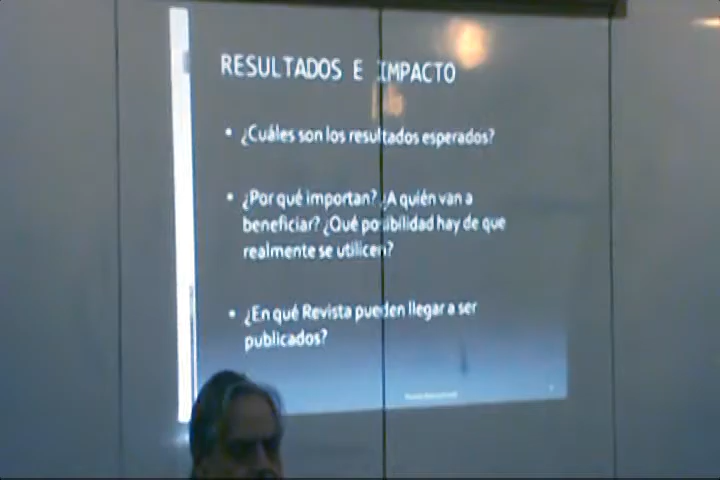 RESULTADOS E IMPACTO
• ¿Cuáles son los resultados esperados?
• ¿Por qué importan? ¿A quién van a
beneficiar? ¿Qué posibilidad hay de que
realmente se utilicen?
• ¿En qué Revista pueden llegar a ser
publicados?